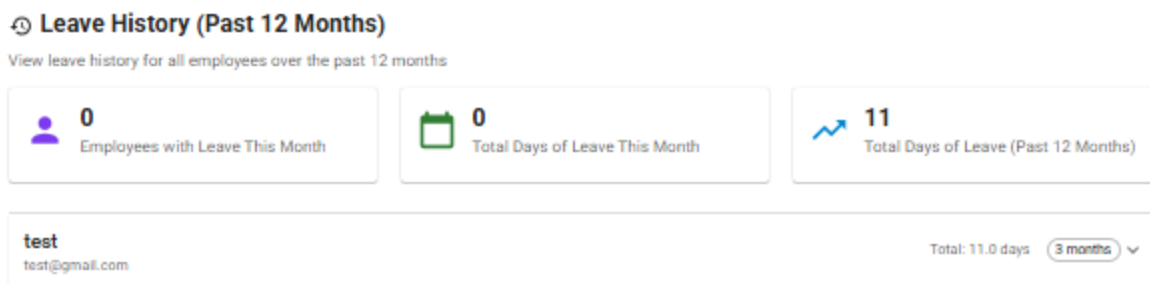 Leave History (Past 12 Months)
View leave history for all employees over the past 12 months
0
Employees with Leave This Month
0
Total Days of Leave This Month
11
Total Days of Leave (Past 12 Months)
test
test@gmail.com
Total: 11.0 days
3 months